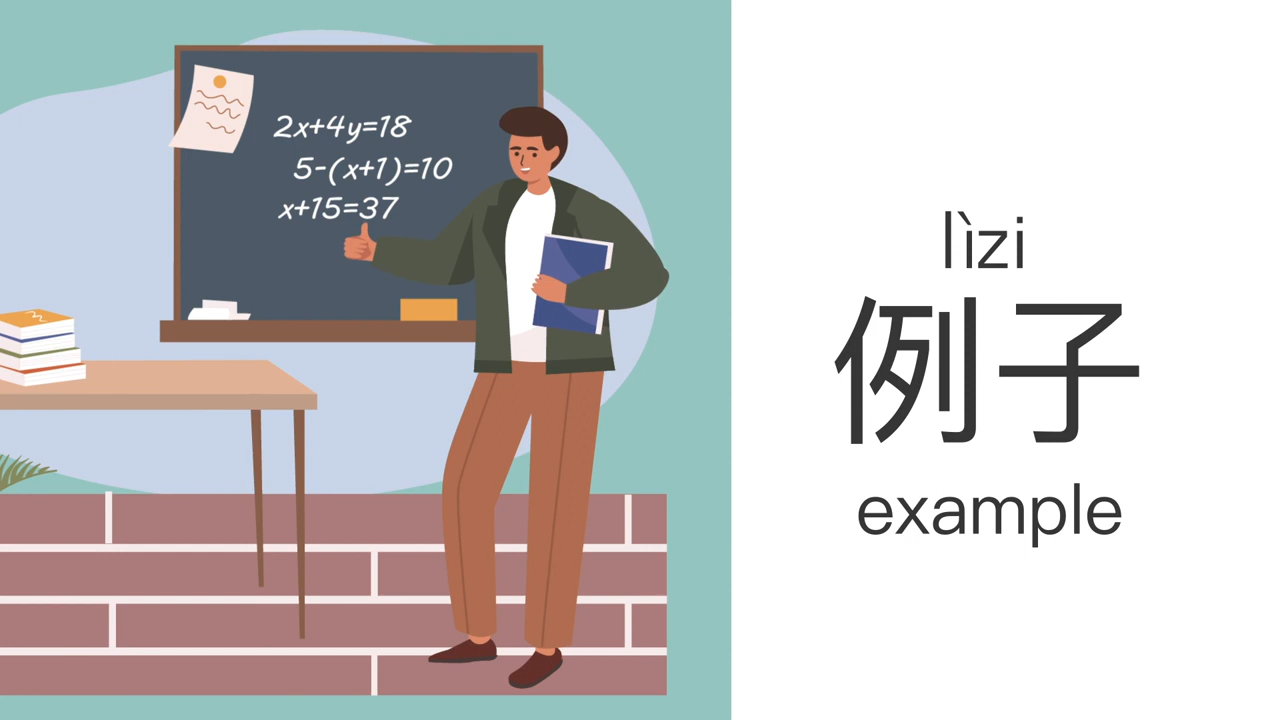 2x+4y=18
5-(x+1)=10
x+15=37
lìzi
例子
example